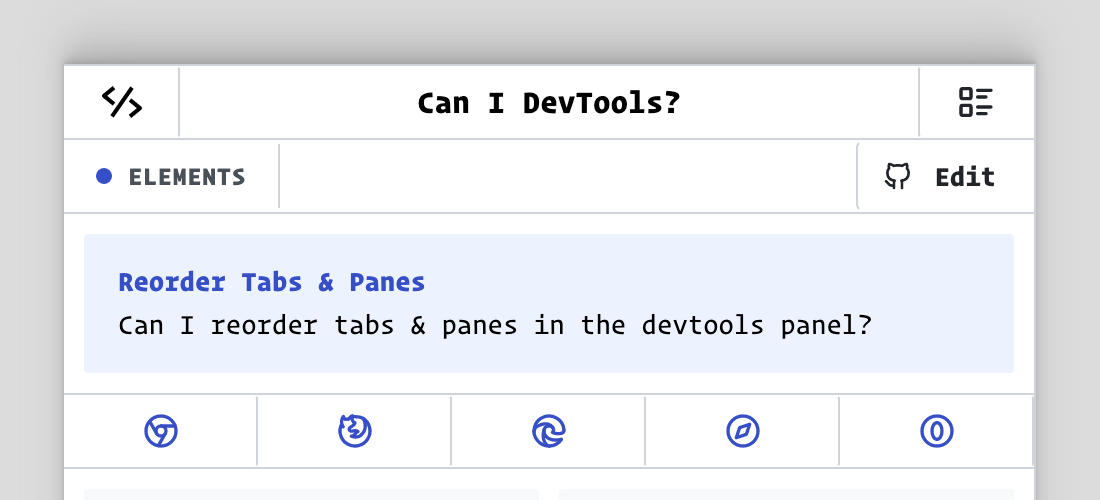 Can I DevTools?
ELEMENTS
Edit
Reorder Tabs & Panes
Can I reorder tabs & panes in the devtools panel?